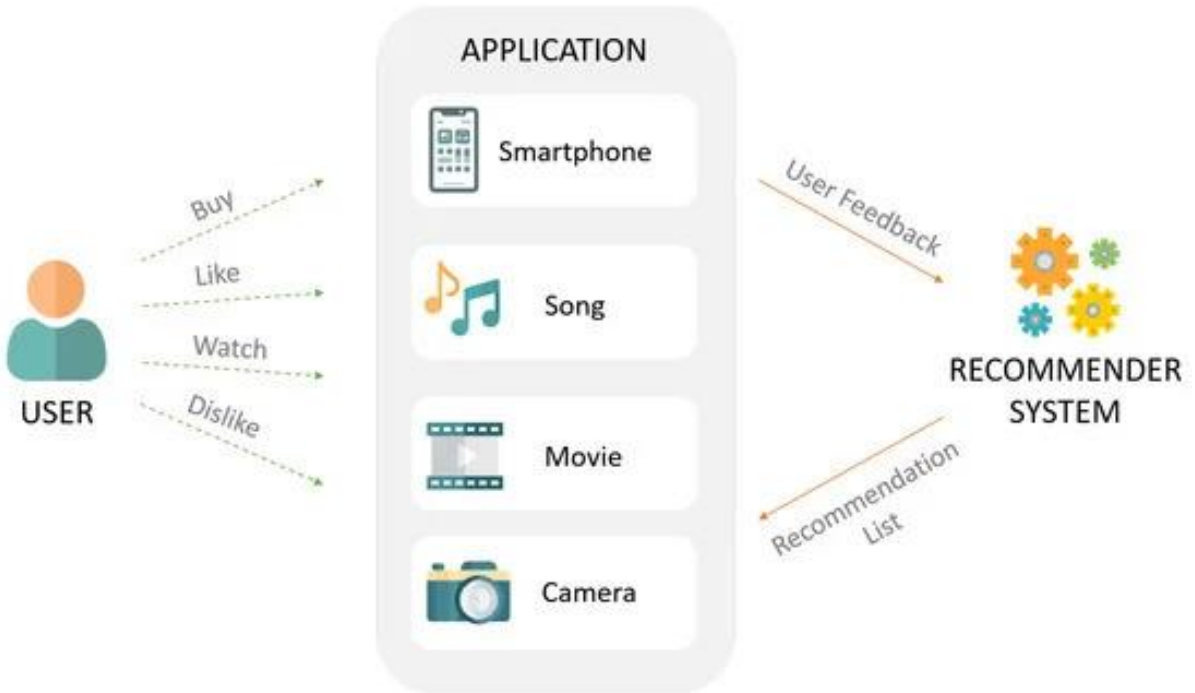 APPLICATION
Smartphone
Buy
User Feedback
Like
Song
Watch
RECOMMENDER
SYSTEM
USER
Dislike
Movie
Recommendation
List
Camera